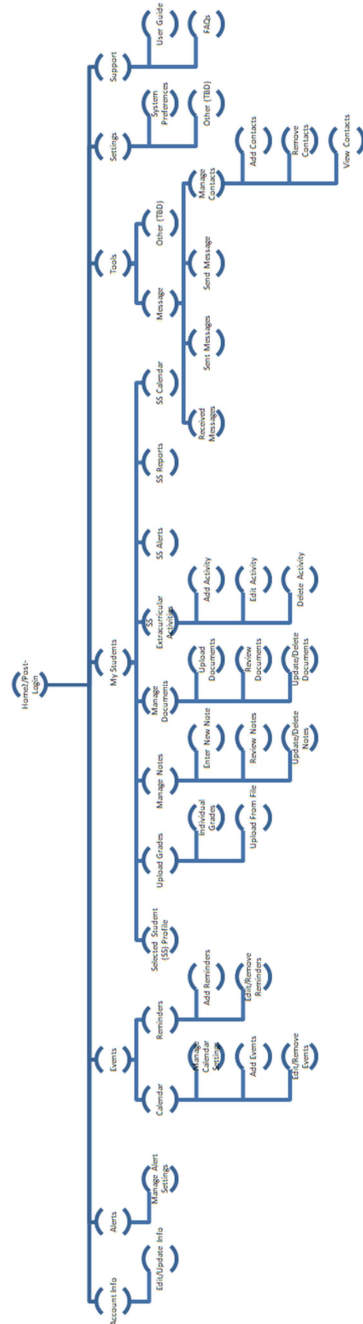 Home1/Post-
Login
Account Info
Alerts
Events
My Students
Tools
Settings
Support
Edit/Update Info
Manage Alert
Settings
Calendar
Reminders
Selected Student
(SS) Profile
Upload Grades
Manage Notes
Manage
Documents
SS
Extracurricular
Activities
SS Alerts
SS Reports
SS Calendar
Message
Other (TBD)
System
Preferences
Other (TBD)
User Guide
FAQs
Manage
Calendar
Settings
Add Events
Edit/Remove
Events
Add Reminders
Edit/Remove
Reminders
Individual
Grades
Upload From File
Enter New Note
Review Notes
Update/Delete
Notes
Upload
Documents
Review
Documents
Update/Delete
Documents
Add Activity
Edit Activity
Delete Activity
Received
Messages
Sent Messages
Send Message
Manage
Contacts
Add Contacts
Remove
Contacts
View Contacts